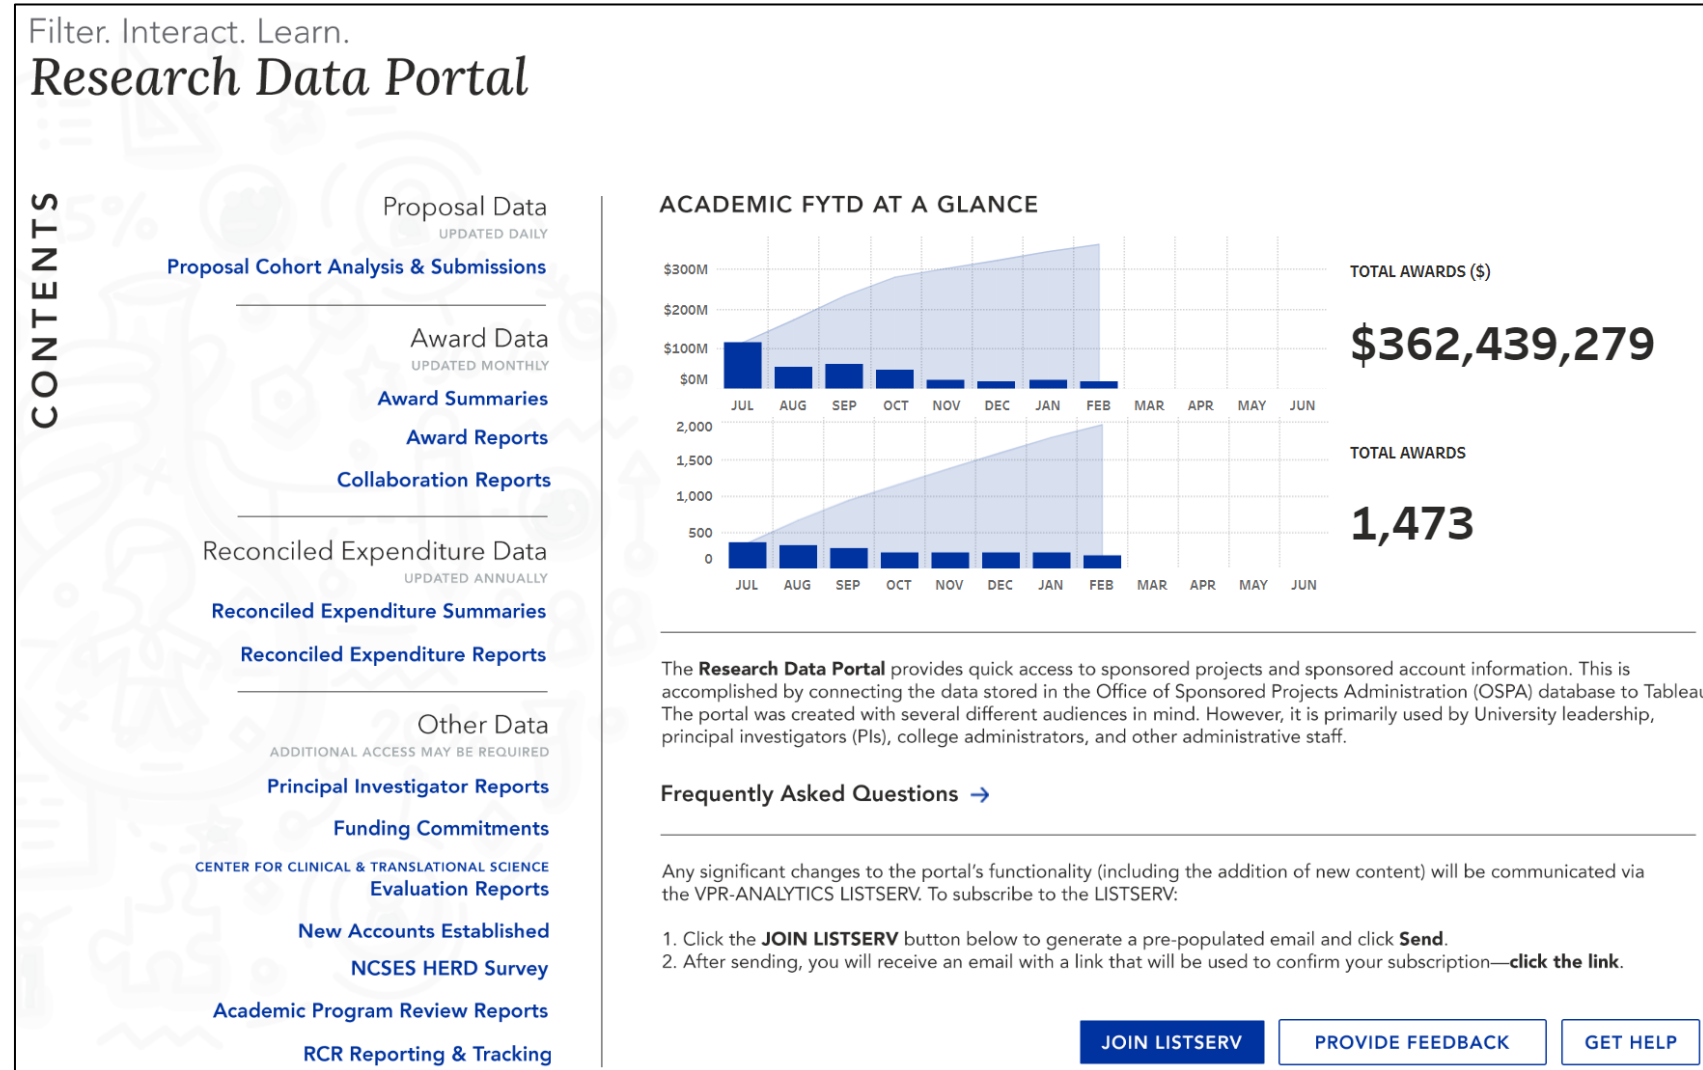 Filter. Interact. Learn.
Research Data Portal
CONTENTS
Proposal Data
UPDATED DAILY
Proposal Cohort Analysis & Submissions
Award Data
UPDATED MONTHLY
Award Summaries
Award Reports
Collaboration Reports
Reconciled Expenditure Data
UPDATED ANNUALLY
Reconciled Expenditure Summaries
Reconciled Expenditure Reports
Other Data
ADDITIONAL ACCESS MAY BE REQUIRED
Principal Investigator Reports
Funding Commitments
CENTER FOR CLINICAL & TRANSLATIONAL SCIENCE
Evaluation Reports
New Accounts Established
NCSES HERD Survey
Academic Program Review Reports
RCR Reporting & Tracking
ACADEMIC FYTD AT A GLANCE
$300M
$200M
$100M
$0M
JUL AUG SEP OCT NOV DEC JAN FEB MAR APR MAY JUN
TOTAL AWARDS ($)
$362,439,279
2,000
1,500
1,000
500
0
JUL AUG SEP OCT NOV DEC JAN FEB MAR APR MAY JUN
TOTAL AWARDS
1,473
The Research Data Portal provides quick access to sponsored projects and sponsored account information. This is
accomplished by connecting the data stored in the Office of Sponsored Projects Administration (OSPA) database to Tableau
The portal was created with several different audiences in mind. However, it is primarily used by University leadership,
principal investigators (PIs), college administrators, and other administrative staff.
Frequently Asked Questions →
Any significant changes to the portal's functionality (including the addition of new content) will be communicated via
the VPR-ANALYTICS LISTSERV. To subscribe to the LISTSERV:
1. Click the JOIN LISTSERV button below to generate a pre-populated email and click Send.
2. After sending, you will receive an email with a link that will be used to confirm your subscription—click the link.
JOIN LISTSERV
PROVIDE FEEDBACK
GET HELP